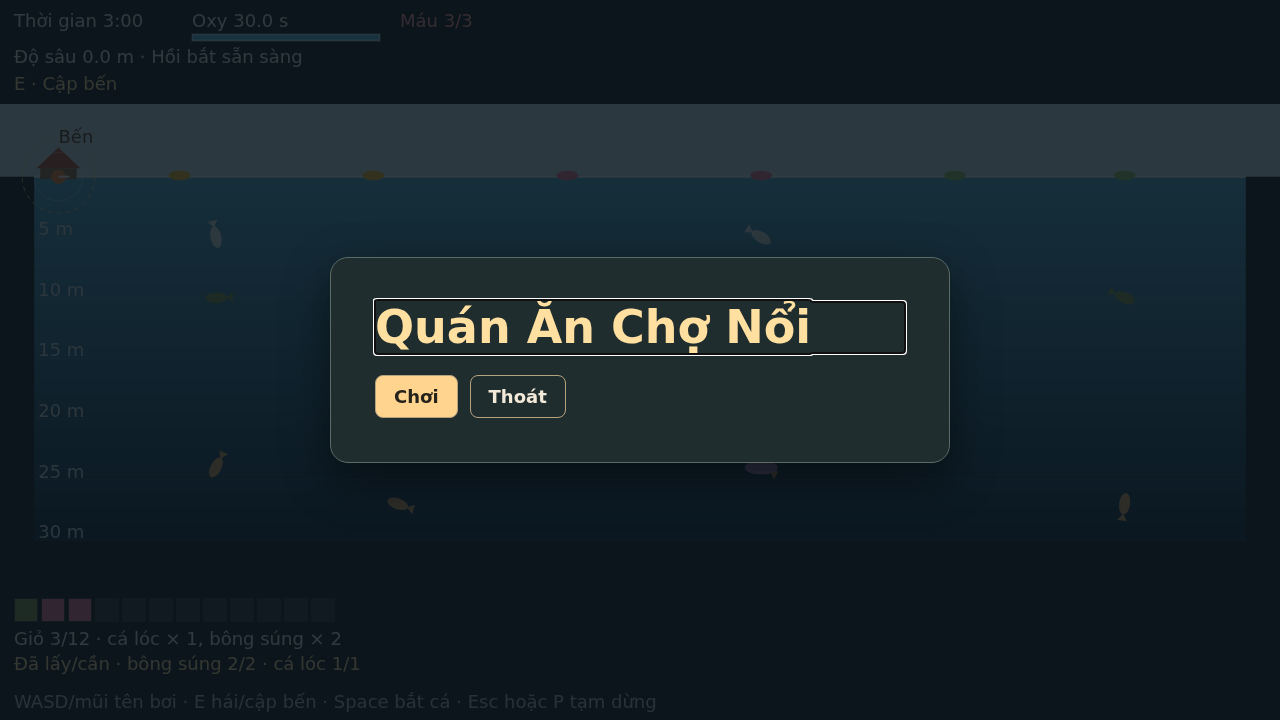 Thời gian 3:00 Oxy 30.0 s Máu 3/3
Độ sâu 0.0 m · Hồi bắt sẵn sàng
E · Cập bến
Bến
5 m
10 m
15 m
20 m
25 m
30 m
Quán Ăn Chợ Nổi
Chơi Thoát
Giỏ 3/12 · cá lóc × 1, bông súng × 2
Đã lấy/cần · bông súng 2/2 · cá lóc 1/1
WASD/mũi tên bơi · E hái/cập bến · Space bắt cá · Esc hoặc P tạm dừng